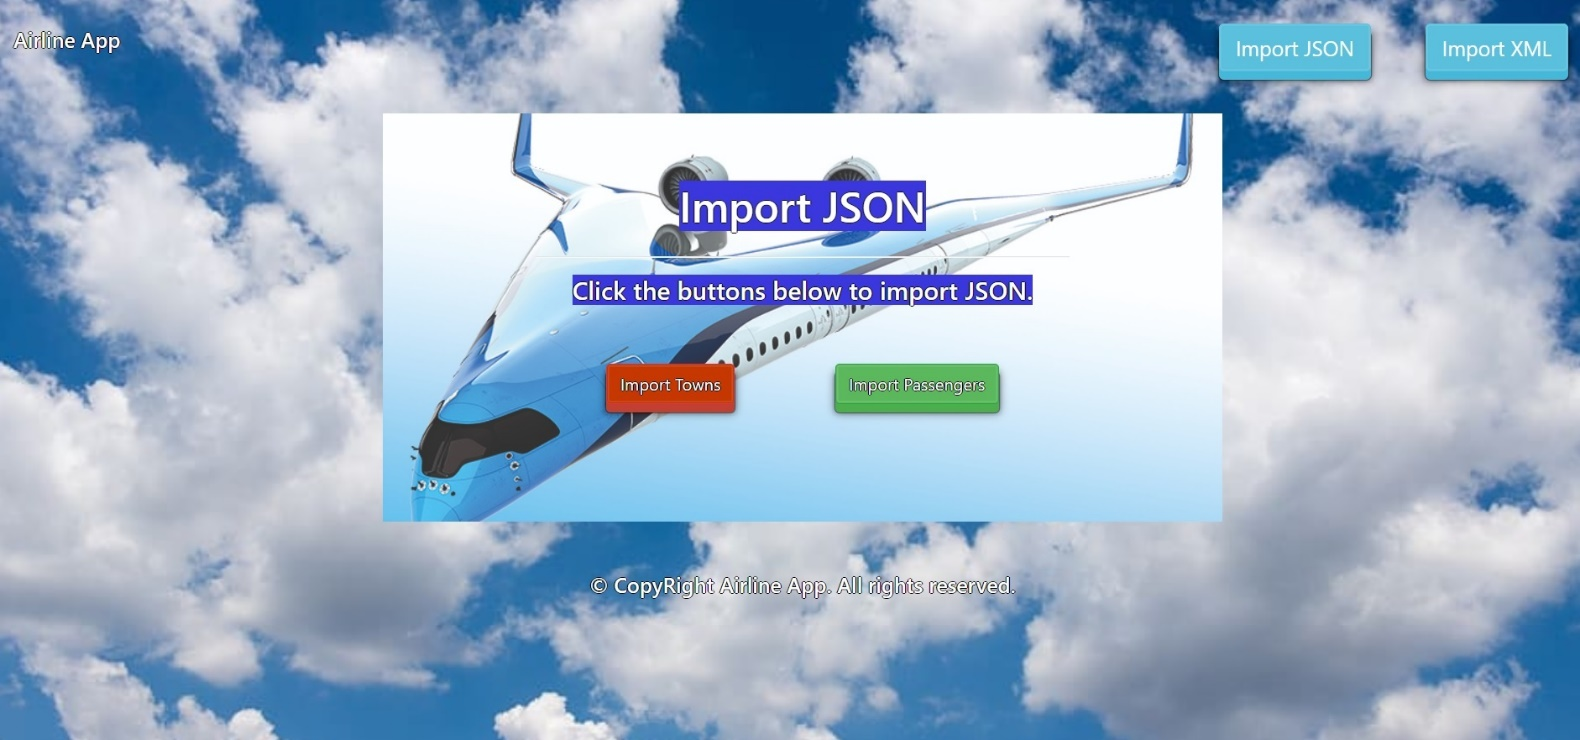 Airline App
Import JSON
Import XML
Import JSON
Click the buttons below to import JSON.
Import Towns
Import Passengers
© CopyRight Airline App. All rights reserved.